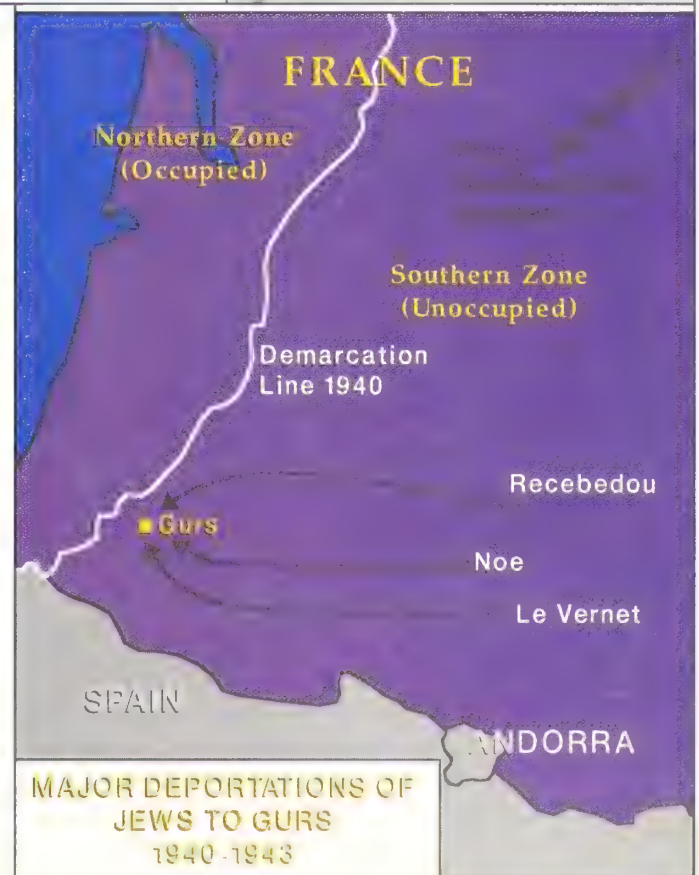 FRANCE
Northern Zone
(Occupied)
Southern Zone
(Unoccupied)
Demarcation
Line 1940
Recebedou
Gurs
Noe
Le Vernet
SPAIN
ANDORRA
MAJOR DEPORTATIONS OF
JEWS TO GURS
1940-1943